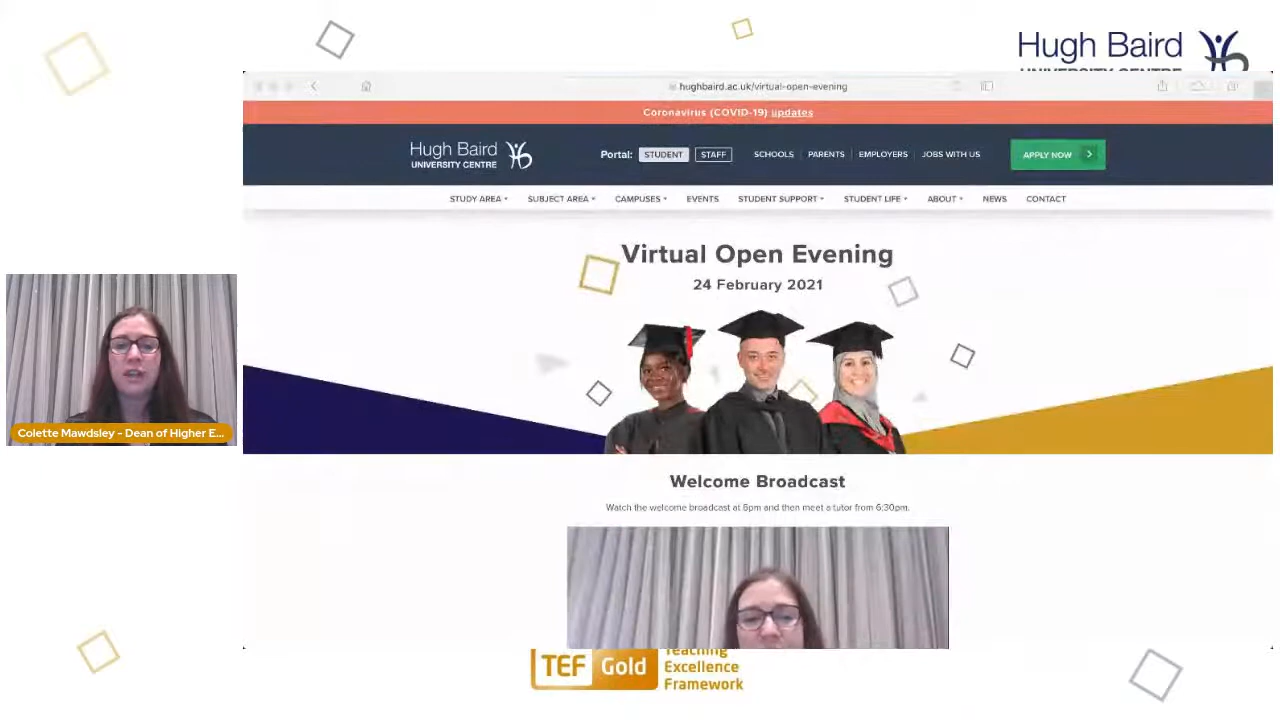 Hugh Baird
UNIVERSITY CENTRE
hughbaird.ac.uk/virtual-open-evening
Coronavirus (COVID-19) updates
Hugh Baird
UNIVERSITY CENTRE
Portal: STUDENT STAFF SCHOOLS PARENTS EMPLOYERS JOBS WITH US APPLY NOW
STUDY AREA SUBJECT AREA CAMPUSES EVENTS STUDENT SUPPORT STUDENT LIFE ABOUT NEWS CONTACT
Virtual Open Evening
24 February 2021
Colette Mawdsley - Dean of Higher E...
Welcome Broadcast
Watch the welcome broadcast at 6pm and then meet a tutor from 6:30pm.
TEF Gold
Teaching
Excellence
Framework